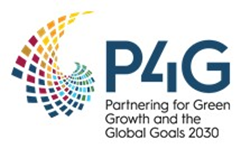 P4G
Partnering for Green
Growth and the
Global Goals 2030